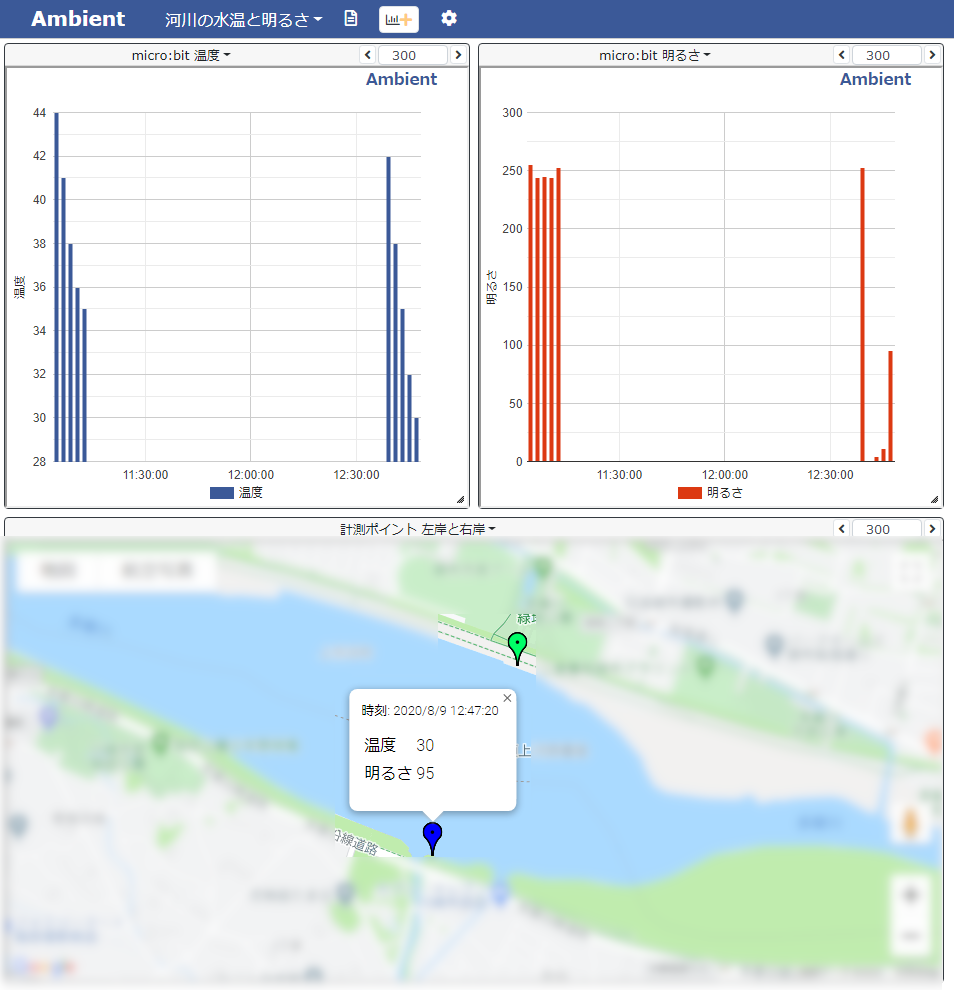 Ambient 河川の水温と明るさ
micro:bit 温度 300
Ambient
44
42
40
38
36
34
32
30
28
温度
11:30:00 12:00:00 12:30:00
温度
micro:bit 明るさ 300
Ambient
300
250
200
150
100
50
0
明るさ
11:30:00 12:00:00 12:30:00
明るさ
計測ポイント 左岸と右岸 300
時刻: 2020/8/9 12:47:20
温度 30
明るさ 95
上
沿線道路